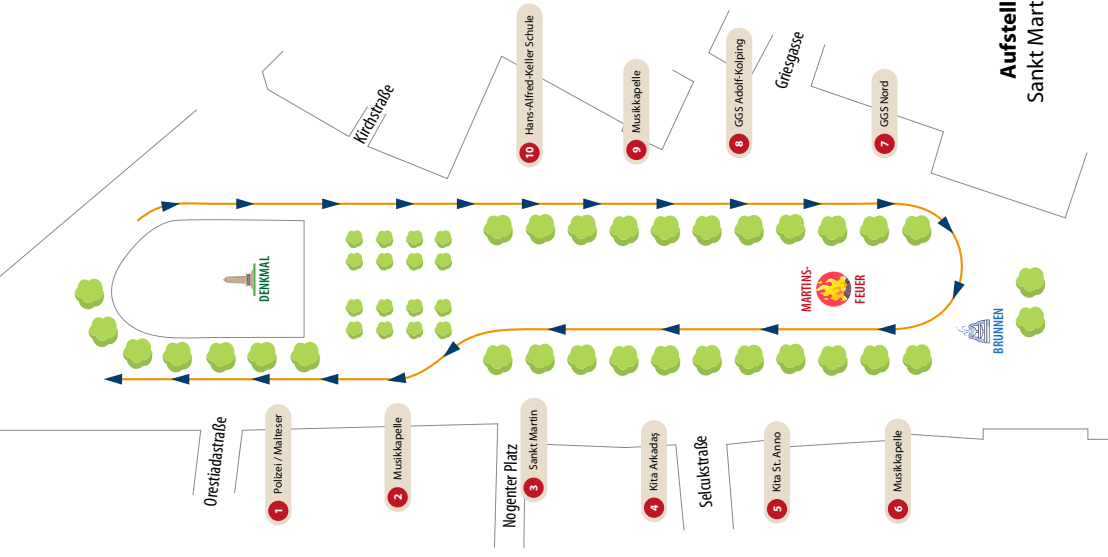 Aufstell
Sankt Mart
Kirchstraße
10 Hans-Alfred-Keller Schule
9 Musikkapelle
8 GGS Adolf-Kolping
Griesgasse
7 GGS Nord
DENKMAL
MARTINS-
FEUER
BRUNNEN
Orestiadastraße
1 Polizei / Malteser
2 Musikkapelle
Nogenter Platz
3 Sankt Martin
4 Kita Arkadaş
Selcukstraße
5 Kita St. Anno
6 Musikkapelle